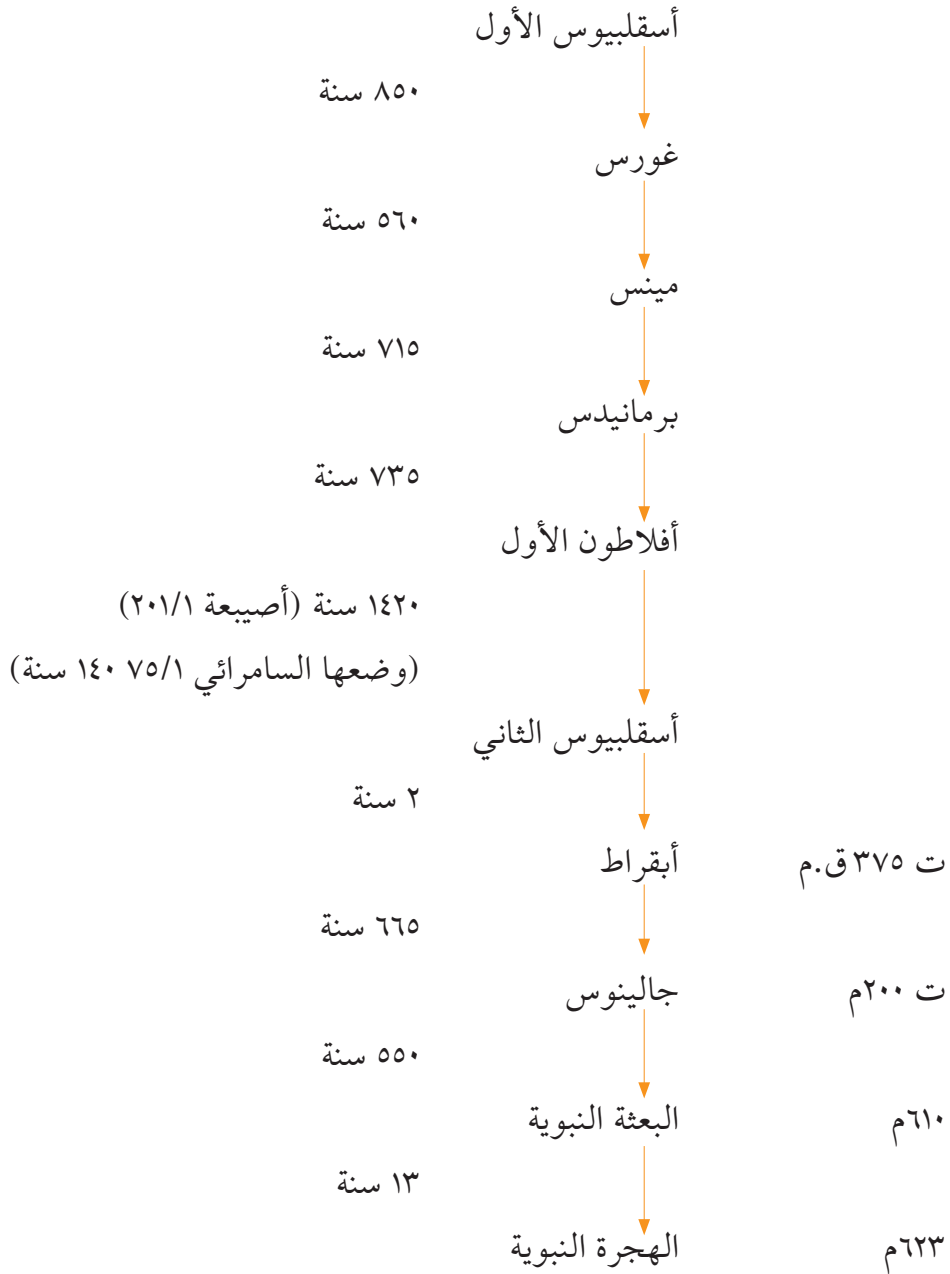 أسقلبيوس الأول
٨٥٠ سنة
غورس
٥٦٠ سنة
مينس
٧١٥ سنة
برمانيدس
٧٣٥ سنة
أفلاطون الأول
١٤٢٠ سنة (أصيبعة ٢٠١/١)
(وضعها السامرائي ٧٥/١ ١٤٠ سنة)
أسقلبيوس الثاني
٢ سنة
ت ٣٧٥ ق.م أبقراط
٦٦٥ سنة
ت ٢٠٠م جالينوس
٥٥٠ سنة
٦١٠م البعثة النبوية
١٣ سنة
٦٢٣م الهجرة النبوية